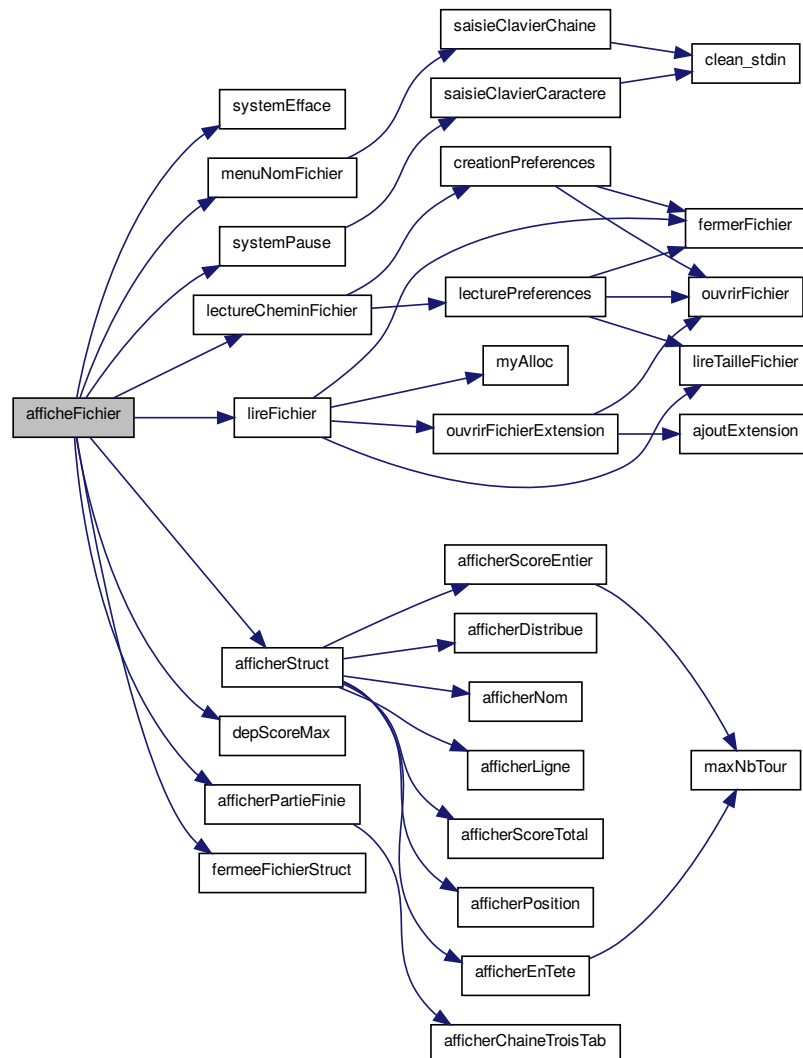 saisieClavierChaine
clean_stdin
saisieClavierCaractere
systemEfface
menuNomFichier
creationPreferences
systemPause
fermerFichier
lectureCheminFichier
lecturePreferences
ouvrirFichier
myAlloc
lireTailleFichier
afficheFichier
lireFichier
ouvrirFichierExtension
ajoutExtension
afficherScoreEntier
afficherDistribue
afficherStruct
afficherNom
depScoreMax
afficherLigne
maxNbTour
afficherPartieFinie
afficherScoreTotal
fermeeFichierStruct
afficherPosition
afficherEnTete
afficherChaineTroisTab